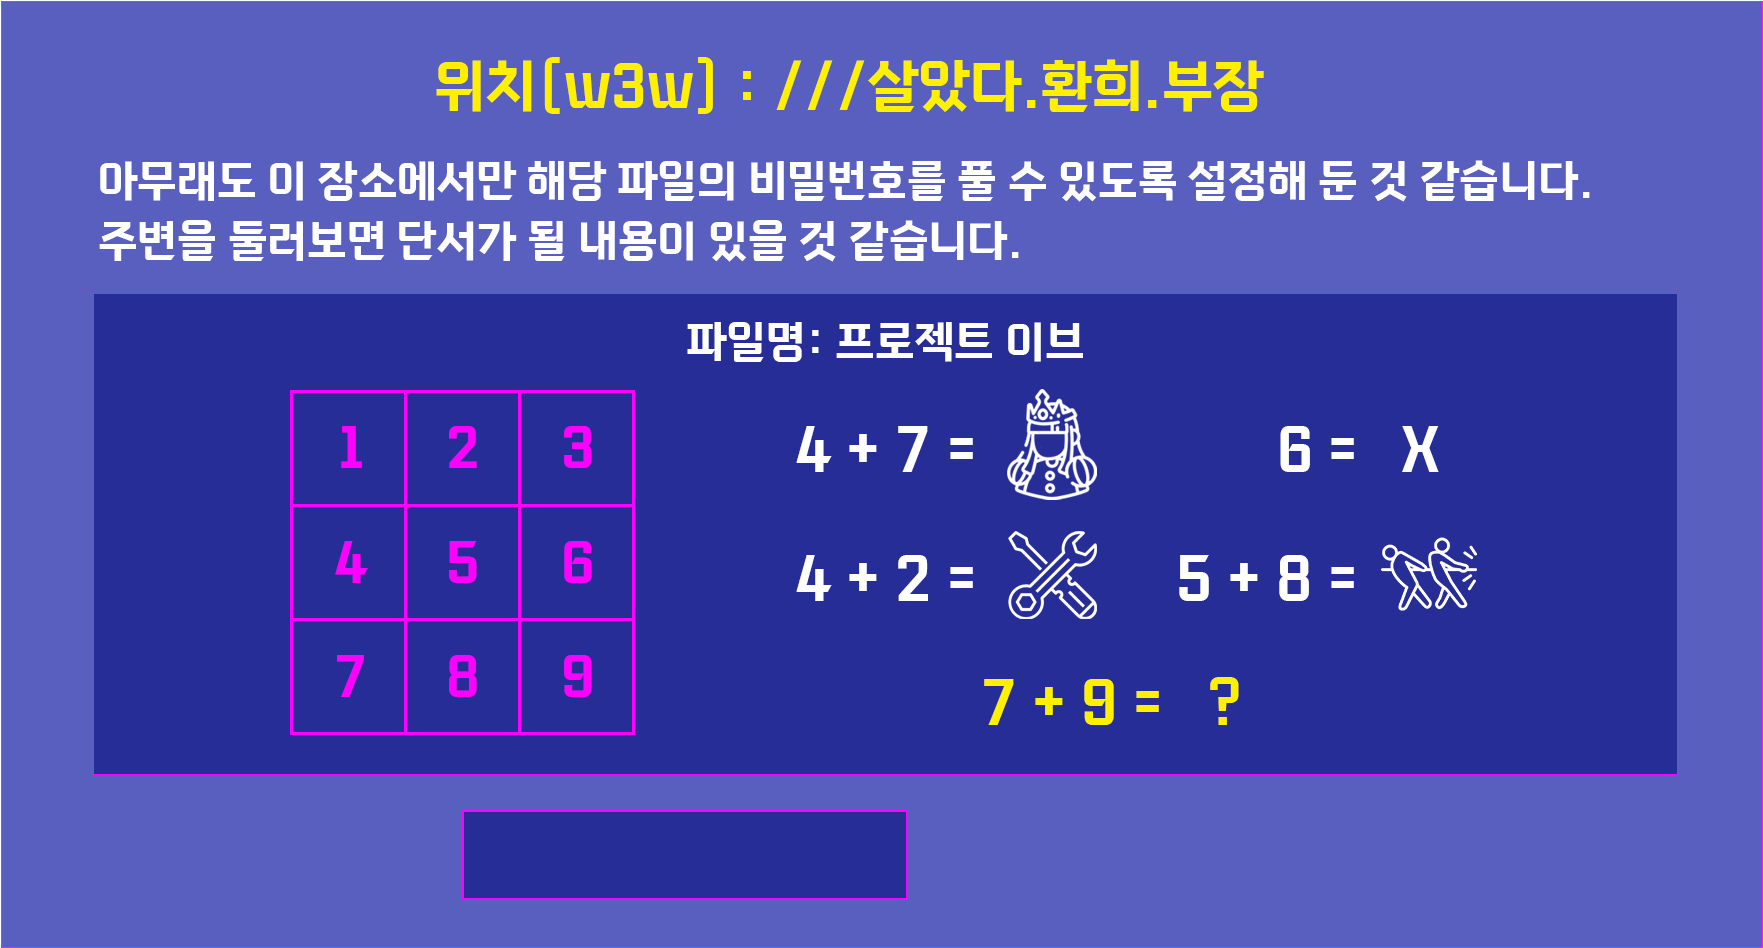 위치(w3w) : ///살았다.환희.부장
아무래도 이 장소에서만 해당 파일의 비밀번호를 풀 수 있도록 설정해 둔 것 같습니다.
주변을 둘러보면 단서가 될 내용이 있을 것 같습니다.
파일명: 프로젝트 이브
1 2 3
4 5 6
7 8 9
4 + 7 =
6 = X
4 + 2 =
5 + 8 =
7 + 9 = ?